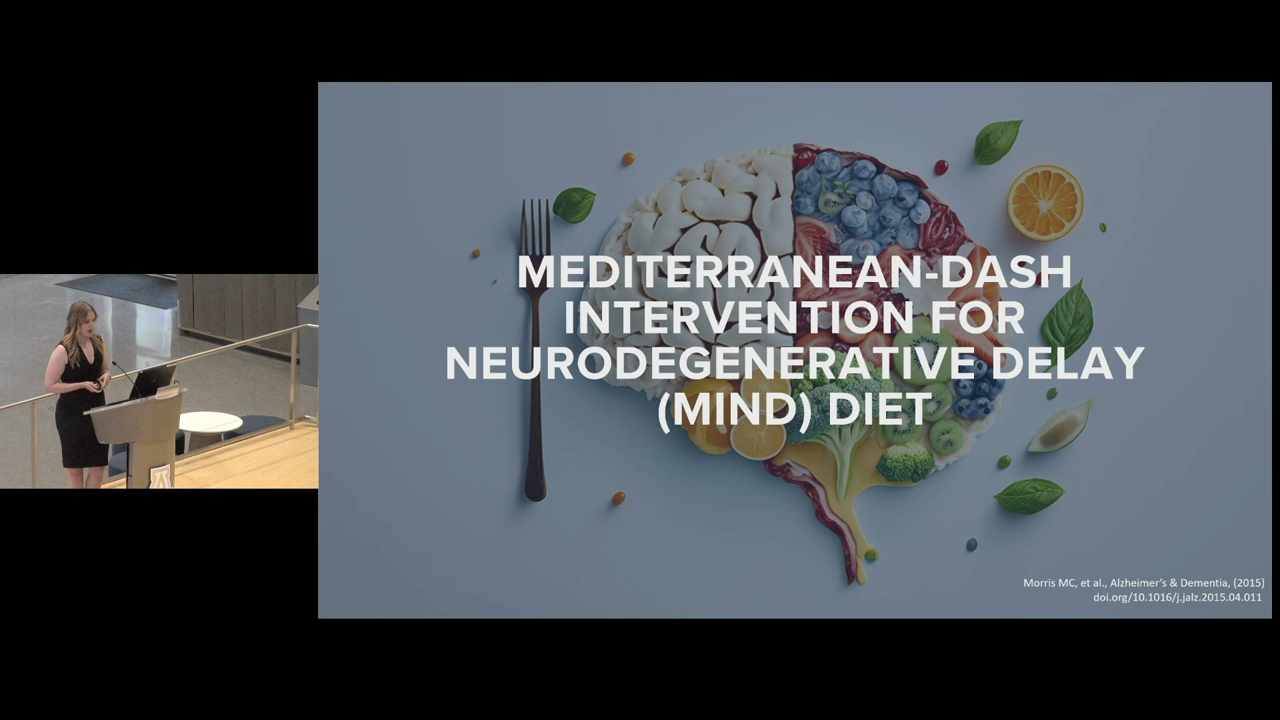 MEDITERRANEAN-DASH
INTERVENTION FOR
NEURODEGENERATIVE DELAY
(MIND) DIET
Morris MC, et al., Alzheimer's & Dementia, (2015)
doi.org/10.1016/j.jalz.2015.04.011
A